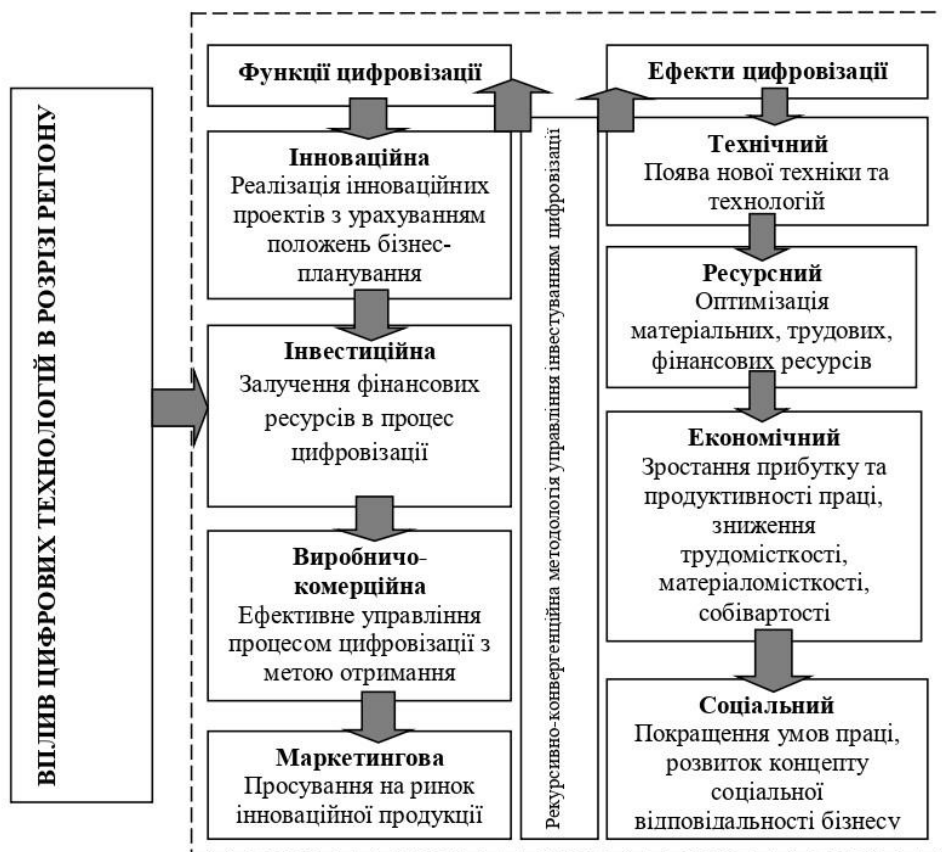 ВПЛИВ ЦИФРОВИХ ТЕХНОЛОГІЙ В РОЗРІЗІ РЕГІОНУ
Функції цифровізації
Інноваційна
Реалізація інноваційних
проектів з урахуванням
положень бізнес-
планування
Інвестиційна
Залучення фінансових
ресурсів в процес
цифровізації
Виробничо-
комерційна
Ефективне управління
процесом цифровізації з
метою отримання
Маркетингова
Просування на ринок
інноваційної продукції
Рекурсивно-конвергенційна методологія управління інвестуванням цифровізації
Ефекти цифровізації
Технічний
Поява нової техніки та
технологій
Ресурсний
Оптимізація
матеріальних, трудових,
фінансових ресурсів
Економічний
Зростання прибутку та
продуктивності праці,
зниження
трудомісткості,
матеріаломісткості,
собівартості
Соціальний
Покращення умов праці,
розвиток концепту
соціальної
відповідальності бізнесу